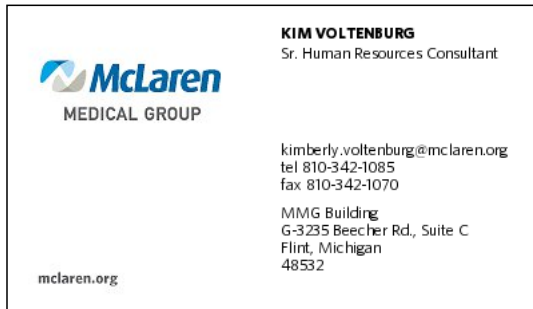 McLaren
MEDICAL GROUP
mclaren.org
KIM VOLTENBURG
Sr. Human Resources Consultant
kimberly.voltenburg@mclaren.org
tel 810-342-1085
fax 810-342-1070
MMG Building
G-3235 Beecher Rd., Suite C
Flint, Michigan
48532